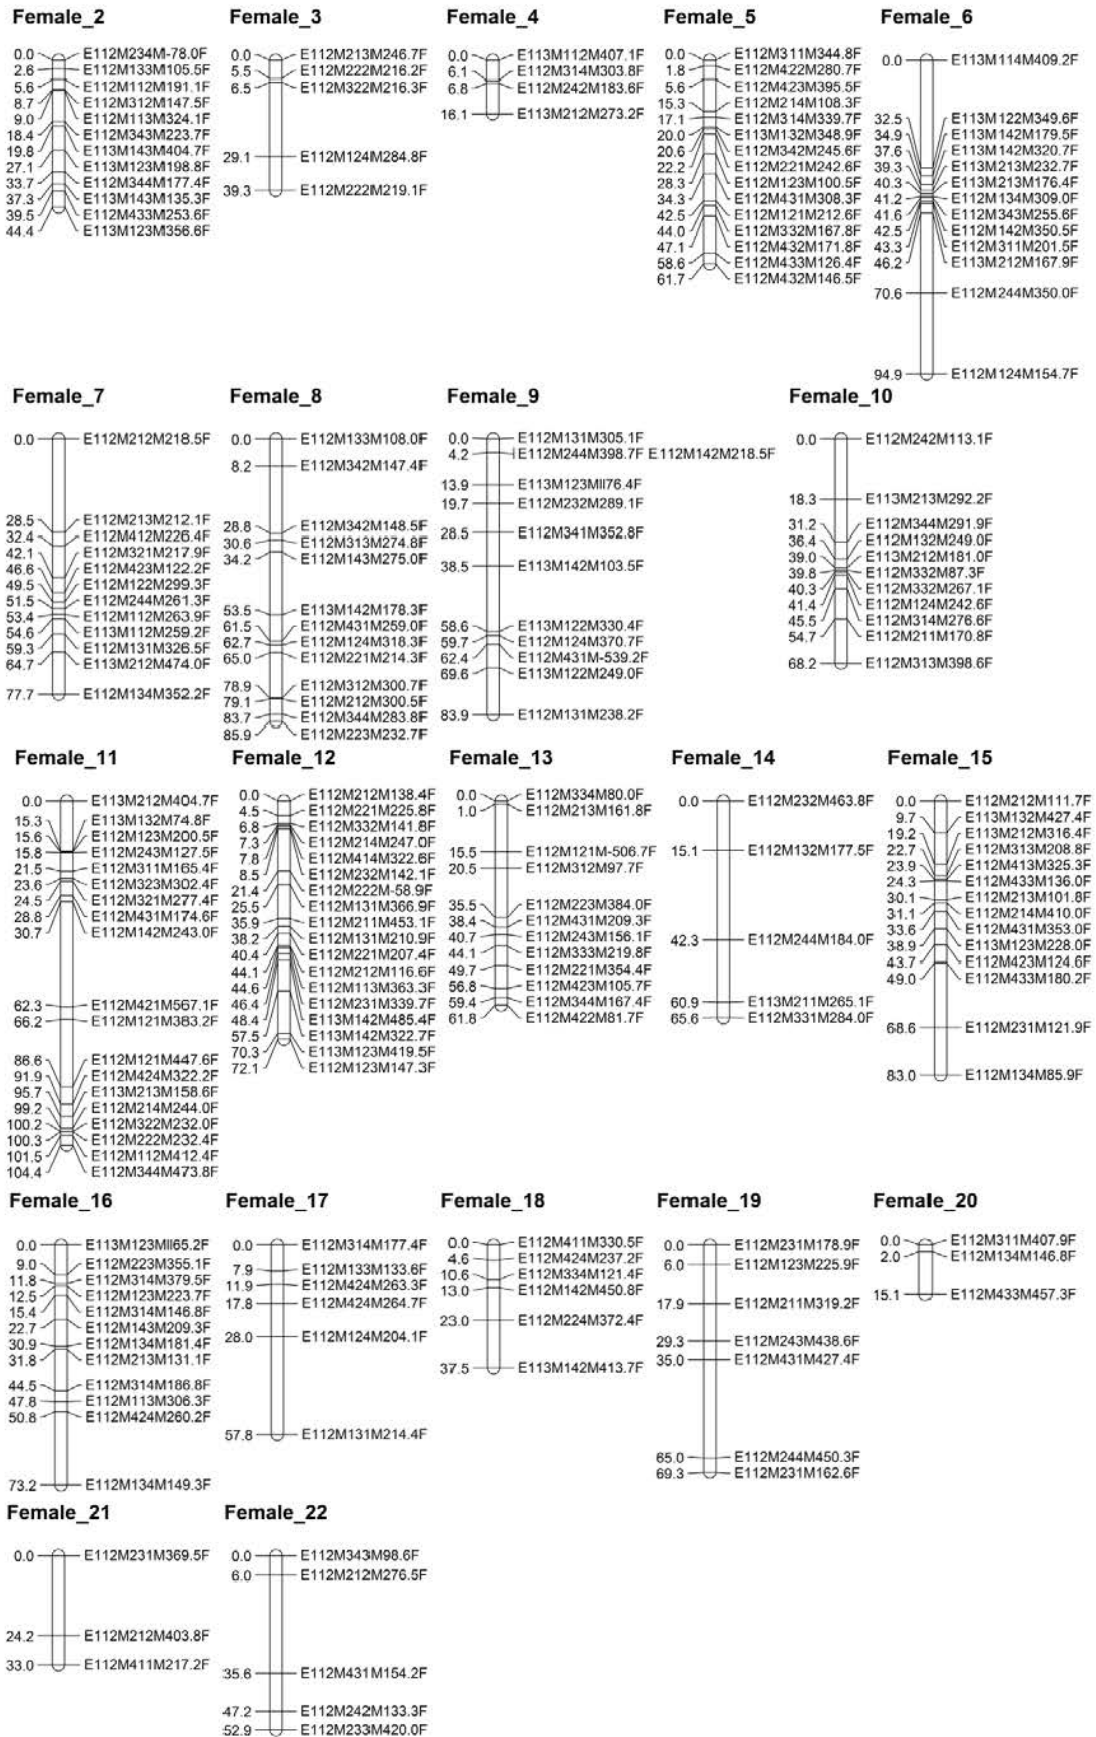 Female_2
0.0 E112M234M-78.0F
2.6 E112M133M105.5F
5.6 E112M112M191.1F
8.7 E112M312M147.5F
9.0 E112M113M324.1F
18.4 E112M343M223.7F
19.8 E113M143M404.7F
27.1 E113M123M198.8F
33.7 E112M344M177.4F
37.3 E113M143M135.3F
39.5 E112M433M253.6F
44.4 E113M123M356.6F
Female_3
0.0 E112M213M246.7F
5.5 E112M222M216.2F
6.5 E112M322M216.3F
29.1 E112M124M284.8F
39.3 E112M222M219.1F
Female_4
0.0 E113M112M407.1F
6.1 E112M314M303.8F
6.8 E112M242M183.6F
16.1 E113M212M273.2F
Female_5
0.0 E112M311M344.8F
1.8 E112M422M280.7F
5.6 E112M423M395.5F
15.3 E112M214M108.3F
17.1 E112M314M339.7F
20.0 E113M132M348.9F
20.6 E112M342M245.6F
22.2 E112M221M242.6F
28.3 E112M123M100.5F
34.3 E112M431M308.3F
42.5 E112M121M212.6F
44.0 E112M332M167.8F
47.1 E112M432M171.8F
58.6 E112M433M126.4F
61.7 E112M432M146.5F
Female_6
0.0 E113M114M409.2F
32.5 E113M122M349.6F
34.9 E113M142M179.5F
37.6 E113M142M320.7F
39.3 E113M213M232.7F
40.3 E113M213M176.4F
41.2 E112M134M309.0F
41.6 E112M343M255.6F
42.5 E112M142M350.5F
43.3 E112M311M201.5F
46.2 E113M212M167.9F
70.6 E112M244M350.0F
94.9 E112M124M154.7F
Female_7
0.0 E112M212M218.5F
28.5 E112M213M212.1F
32.4 E112M412M226.4F
42.1 E112M321M217.9F
46.6 E112M423M122.2F
49.5 E112M122M299.3F
51.5 E112M244M261.3F
53.4 E112M112M263.9F
54.6 E113M112M259.2F
59.3 E112M131M326.5F
64.7 E113M212M474.0F
77.7 E112M134M352.2F
Female_8
0.0 E112M133M108.0F
8.2 E112M342M147.4F
28.8 E112M342M148.5F
30.6 E112M313M274.8F
34.2 E112M143M275.0F
53.5 E113M142M178.3F
61.5 E112M431M259.0F
62.7 E112M124M318.3F
65.0 E112M221M214.3F
78.9 E112M312M300.7F
79.1 E112M212M300.5F
83.7 E112M344M283.8F
85.9 E112M223M232.7F
Female_9
0.0 E112M131M305.1F
4.2 E112M244M398.7F E112M142M218.5F
13.9 E113M123MII76.4F
19.7 E112M232M289.1F
28.5 E112M341M352.8F
38.5 E113M142M103.5F
58.6 E113M122M330.4F
59.7 E112M124M370.7F
62.4 E112M431M-539.2F
69.6 E113M122M249.0F
83.9 E112M131M238.2F
Female_10
0.0 E112M242M113.1F
18.3 E113M213M292.2F
31.2 E112M344M291.9F
36.4 E112M132M249.0F
39.0 E113M212M181.0F
39.8 E112M332M87.3F
40.3 E112M332M267.1F
41.4 E112M124M242.6F
45.5 E112M314M276.6F
54.7 E112M211M170.8F
68.2 E112M313M398.6F
Female_11
0.0 E113M212M404.7F
15.3 E113M132M74.8F
15.6 E112M123M200.5F
15.8 E112M243M127.5F
21.5 E112M311M165.4F
23.6 E112M323M302.4F
24.5 E112M321M277.4F
28.8 E112M431M174.6F
30.7 E112M142M243.0F
62.3 E112M421M567.1F
66.2 E112M121M383.2F
86.6 E112M121M447.6F
91.9 E112M424M322.2F
95.7 E113M213M158.6F
99.2 E112M214M244.0F
100.2 E112M322M232.0F
100.3 E112M222M232.4F
101.5 E112M112M412.4F
104.4 E112M344M473.8F
Female_12
0.0 E112M212M138.4F
4.5 E112M221M225.8F
6.8 E112M332M141.8F
7.3 E112M214M247.0F
7.8 E112M414M322.6F
8.5 E112M232M142.1F
21.4 E112M222M-58.9F
25.5 E112M131M366.9F
35.9 E112M211M453.1F
38.2 E112M131M210.9F
40.4 E112M221M207.4F
44.1 E112M212M116.6F
44.6 E112M113M363.3F
46.4 E112M231M339.7F
48.4 E113M142M485.4F
57.5 E113M142M322.7F
70.3 E113M123M419.5F
72.1 E112M123M147.3F
Female_13
0.0 E112M334M80.0F
1.0 E112M213M161.8F
15.5 E112M121M-506.7F
20.5 E112M312M97.7F
35.5 E112M223M384.0F
38.4 E112M431M209.3F
40.7 E112M243M156.1F
44.1 E112M333M219.8F
49.7 E112M221M354.4F
56.8 E112M423M105.7F
59.4 E112M344M167.4F
61.8 E112M422M81.7F
Female_14
0.0 E112M232M463.8F
15.1 E112M132M177.5F
42.3 E112M244M184.0F
60.9 E113M211M265.1F
65.6 E112M331M284.0F
Female_15
0.0 E112M212M111.7F
9.7 E113M132M427.4F
19.2 E113M212M316.4F
22.7 E112M313M208.8F
23.9 E112M413M325.3F
24.3 E112M433M136.0F
30.1 E112M213M101.8F
31.1 E112M214M410.0F
33.6 E112M431M353.0F
38.9 E113M123M228.0F
43.7 E112M423M124.6F
49.0 E112M433M180.2F
68.6 E112M231M121.9F
83.0 E112M134M85.9F
Female_16
0.0 E113M123MII65.2F
9.0 E112M223M355.1F
11.8 E112M314M379.5F
12.5 E112M123M223.7F
15.4 E112M314M146.8F
22.7 E112M143M209.3F
30.9 E112M134M181.4F
31.8 E112M213M131.1F
44.5 E112M314M186.8F
47.8 E112M113M306.3F
50.8 E112M424M260.2F
73.2 E112M134M149.3F
Female_17
0.0 E112M314M177.4F
7.9 E112M133M133.6F
11.9 E112M424M263.3F
17.8 E112M424M264.7F
28.0 E112M124M204.1F
57.8 E112M131M214.4F
Female_18
0.0 E112M411M330.5F
4.6 E112M424M237.2F
10.6 E112M334M121.4F
13.0 E112M142M450.8F
23.0 E112M224M372.4F
37.5 E113M142M413.7F
Female_19
0.0 E112M231M178.9F
6.0 E112M123M225.9F
17.9 E112M211M319.2F
29.3 E112M243M438.6F
35.0 E112M431M427.4F
65.0 E112M244M450.3F
69.3 E112M231M162.6F
Female_20
0.0 E112M311M407.9F
2.0 E112M134M146.8F
15.1 E112M433M457.3F
Female_21
0.0 E112M231M369.5F
24.2 E112M212M403.8F
33.0 E112M411M217.2F
Female_22
0.0 E112M343M98.6F
6.0 E112M212M276.5F
35.6 E112M431M154.2F
47.2 E112M242M133.3F
52.9 E112M233M420.0F